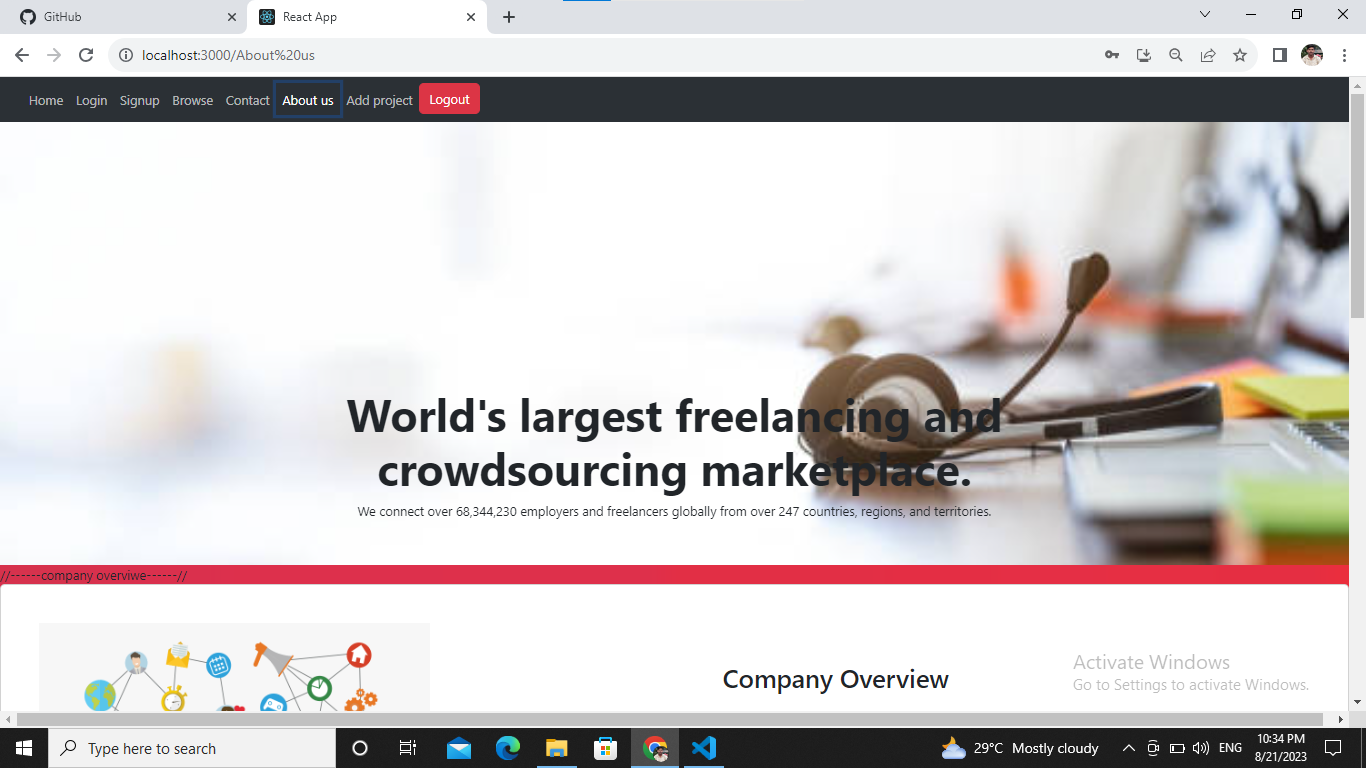 GitHub
React App
localhost:3000/About%20us
Home Login Signup Browse Contact About us Add project Logout
World's largest freelancing and
crowdsourcing marketplace.
We connect over 68,344,230 employers and freelancers globally from over 247 countries, regions, and territories.
//------company overviwe------//
Company Overview
Activate Windows
Go to Settings to activate Windows.
Type here to search
29°C Mostly cloudy
ENG
10:34 PM
8/21/2023